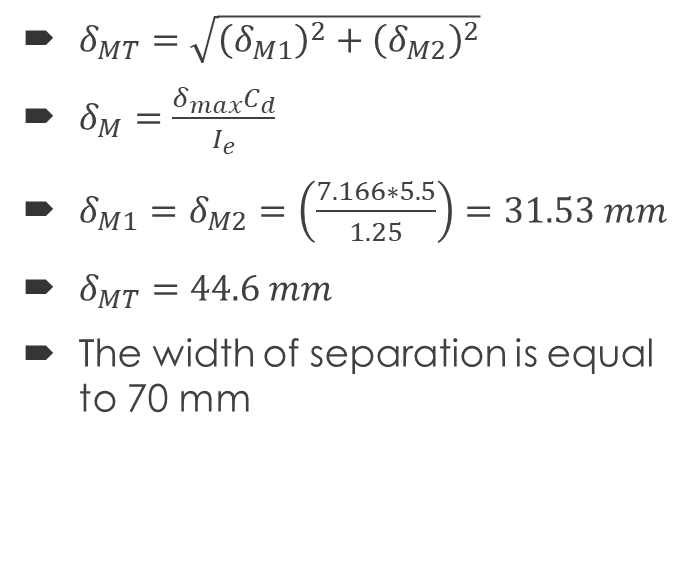 δ_MT = √((δ_M1)² + (δ_M2)²)
δ_M = δ_max C_d / I_e
δ_M1 = δ_M2 = (7.166*5.5 / 1.25) = 31.53 mm
δ_MT = 44.6 mm
The width of separation is equal
to 70 mm